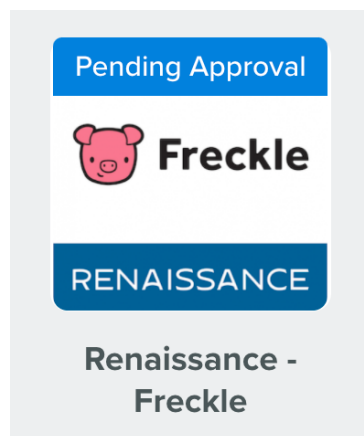 Pending Approval
Freckle
RENAISSANCE
Renaissance -
Freckle